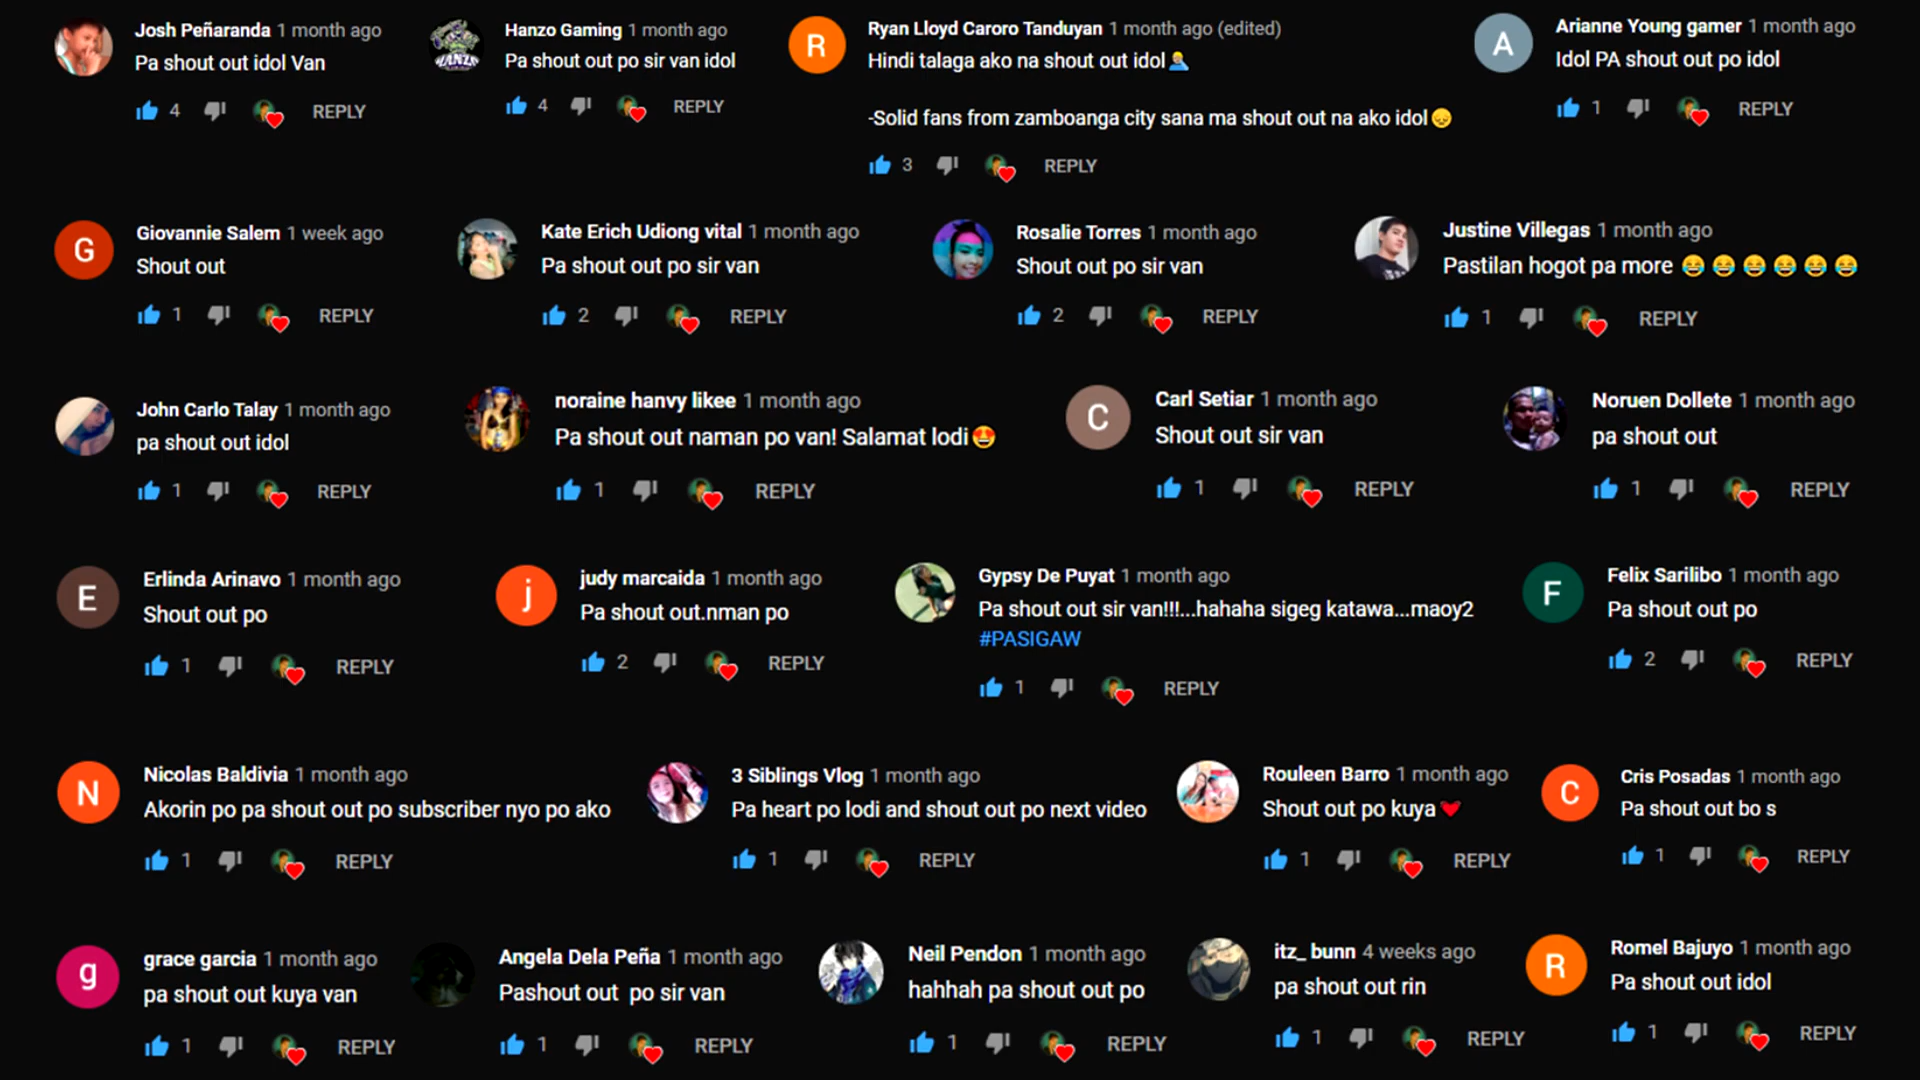 Josh Peñaranda 1 month ago
Pa shout out idol Van
4 REPLY
Hanzo Gaming 1 month ago
Pa shout out po sir van idol
4 REPLY
R
Ryan Lloyd Caroro Tanduyan 1 month ago (edited)
Hindi talaga ako na shout out idol🤦
-Solid fans from zamboanga city sana ma shout out na ako idol😞
3 REPLY
A
Arianne Young gamer 1 month ago
Idol PA shout out po idol
1 REPLY
G
Giovannie Salem 1 week ago
Shout out
1 REPLY
Kate Erich Udiong vital 1 month ago
Pa shout out po sir van
2 REPLY
Rosalie Torres 1 month ago
Shout out po sir van
2 REPLY
Justine Villegas 1 month ago
Pastilan hogot pa more 😂😂😂😂😂😂
1 REPLY
John Carlo Talay 1 month ago
pa shout out idol
1 REPLY
noraine hanvy likee 1 month ago
Pa shout out naman po van! Salamat lodi🤩
1 REPLY
C
Carl Setiar 1 month ago
Shout out sir van
1 REPLY
Noruen Dollete 1 month ago
pa shout out
1 REPLY
E
Erlinda Arinavo 1 month ago
Shout out po
1 REPLY
j
judy marcaida 1 month ago
Pa shout out.nman po
2 REPLY
Gypsy De Puyat 1 month ago
Pa shout out sir van!!!...hahaha sigeg katawa...maoy2
#PASIGAW
1 REPLY
F
Felix Sarilibo 1 month ago
Pa shout out po
2 REPLY
N
Nicolas Baldivia 1 month ago
Akorin po pa shout out po subscriber nyo po ako
1 REPLY
3 Siblings Vlog 1 month ago
Pa heart po lodi and shout out po next video
1 REPLY
Rouleen Barro 1 month ago
Shout out po kuya❤
1 REPLY
C
Cris Posadas 1 month ago
Pa shout out bo s
1 REPLY
g
grace garcia 1 month ago
pa shout out kuya van
1 REPLY
Angela Dela Peña 1 month ago
Pashout out  po sir van
1 REPLY
Neil Pendon 1 month ago
hahhah pa shout out po
1 REPLY
itz_ bunn 4 weeks ago
pa shout out rin
1 REPLY
R
Romel Bajuyo 1 month ago
Pa shout out idol
1 REPLY